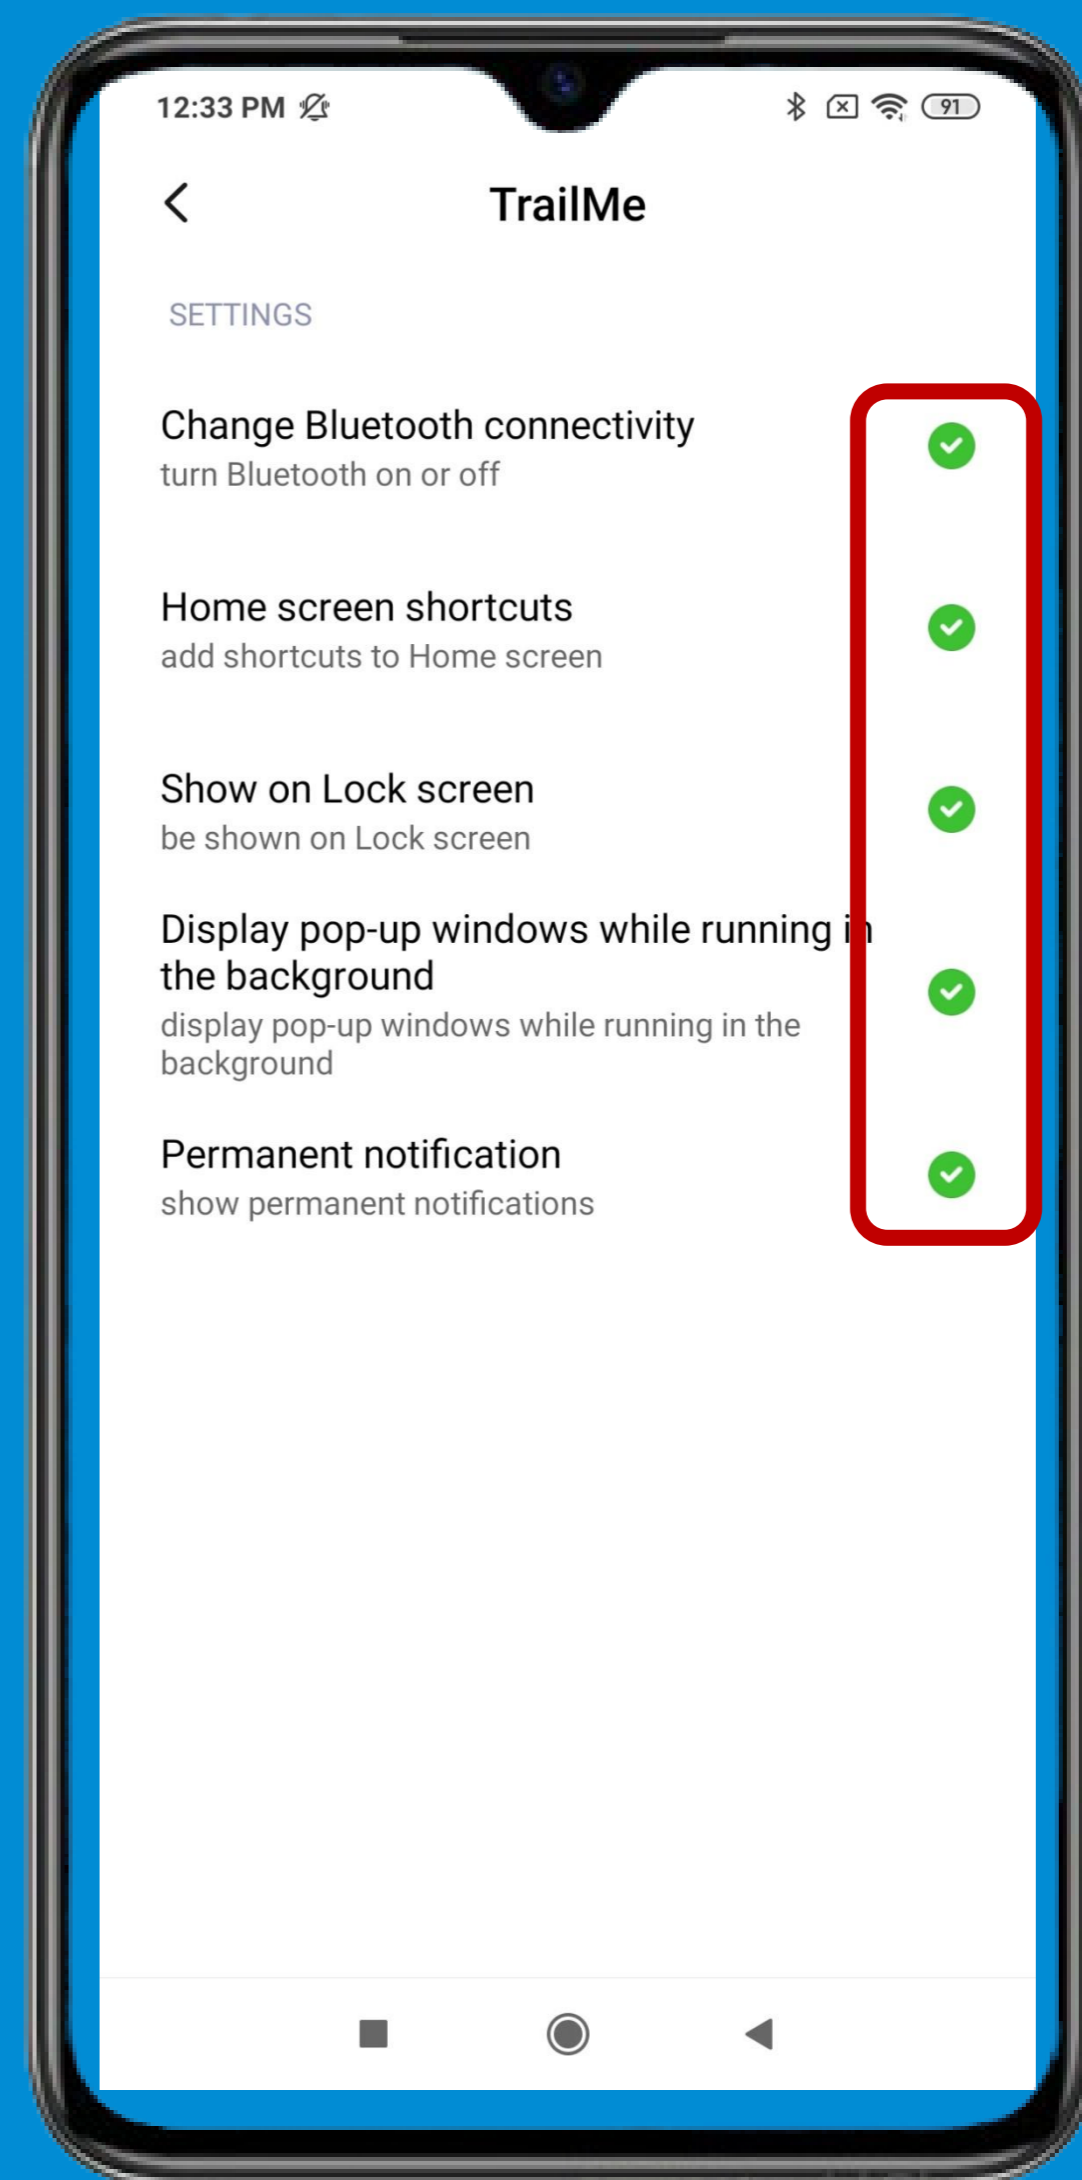 12:33 PM 91
TrailMe
SETTINGS
Change Bluetooth connectivity
turn Bluetooth on or off
Home screen shortcuts
add shortcuts to Home screen
Show on Lock screen
be shown on Lock screen
Display pop-up windows while running in
the background
display pop-up windows while running in the
background
Permanent notification
show permanent notifications